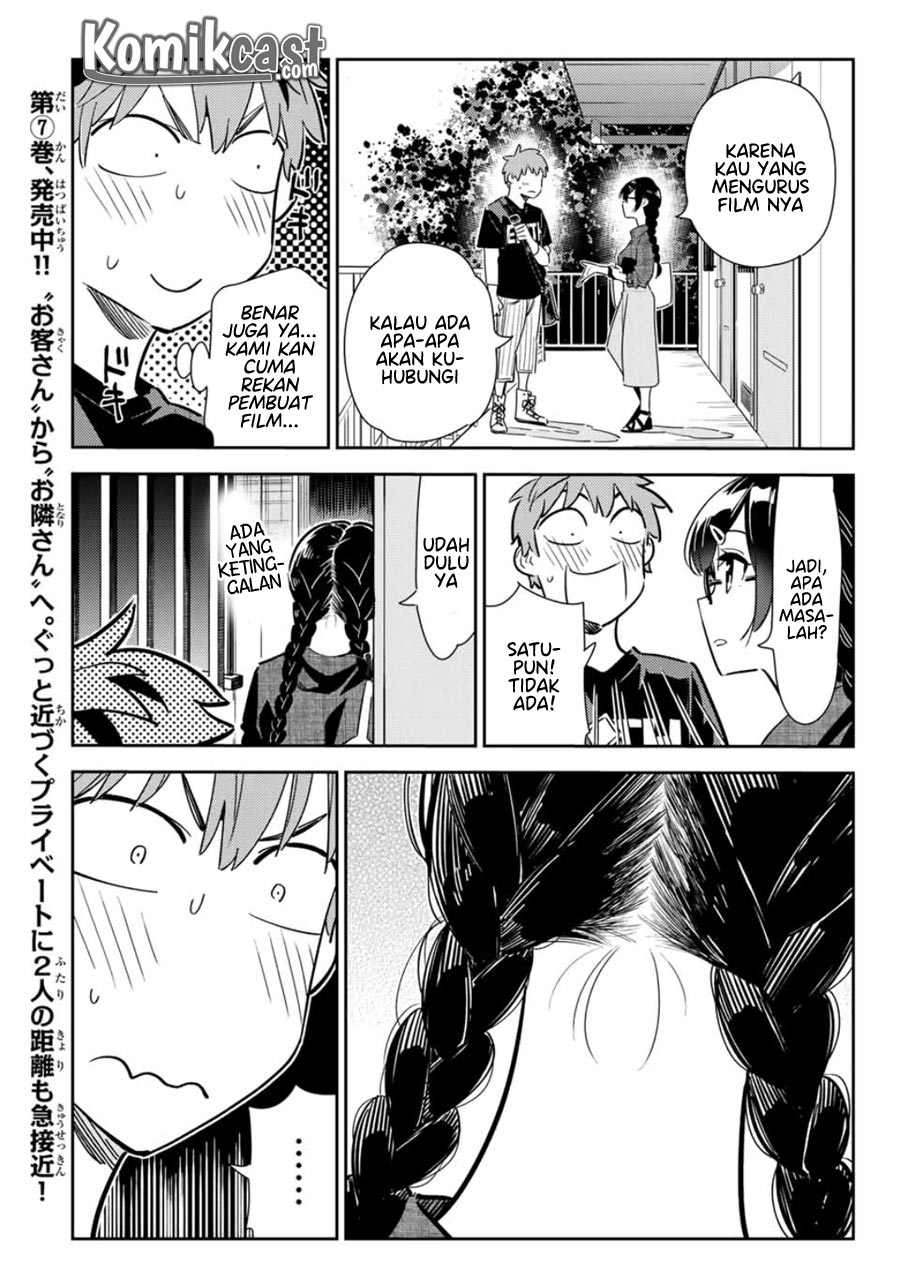 Komikcast
.com
KARENA
KAU YANG
MENGURUS
FILM NYA
KALAU ADA
APA-APA
AKAN KU-
HUBUNGI
BENAR
JUGA YA...
KAMI KAN
CUMA
REKAN
PEMBUAT
FILM...
ドキ
JADI,
APA
ADA
MASA-
LAH?
SATU-
PUN!
TIDAK
ADA!
UDAH
DULU
YA
ADA
YANG
KETING-
GALAN
......
第⑦巻、発売中!! 〝お客さん〟から〝お隣さん〟へ。ぐっと近づくプライベートに2人の距離も急接近!